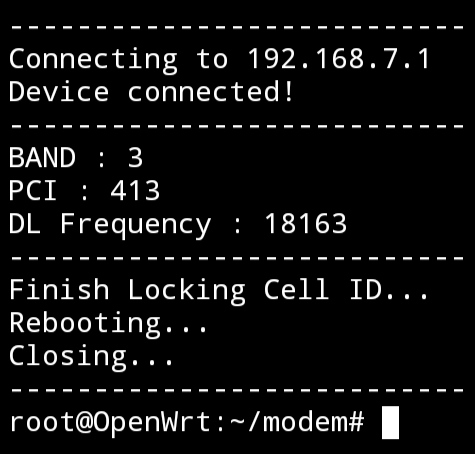 ---------------------------
Connecting to 192.168.7.1
Device connected!
---------------------------
BAND : 3
PCI : 413
DL Frequency : 18163
---------------------------
Finish Locking Cell ID...
Rebooting...
Closing...
---------------------------
root@OpenWrt:~/modem#